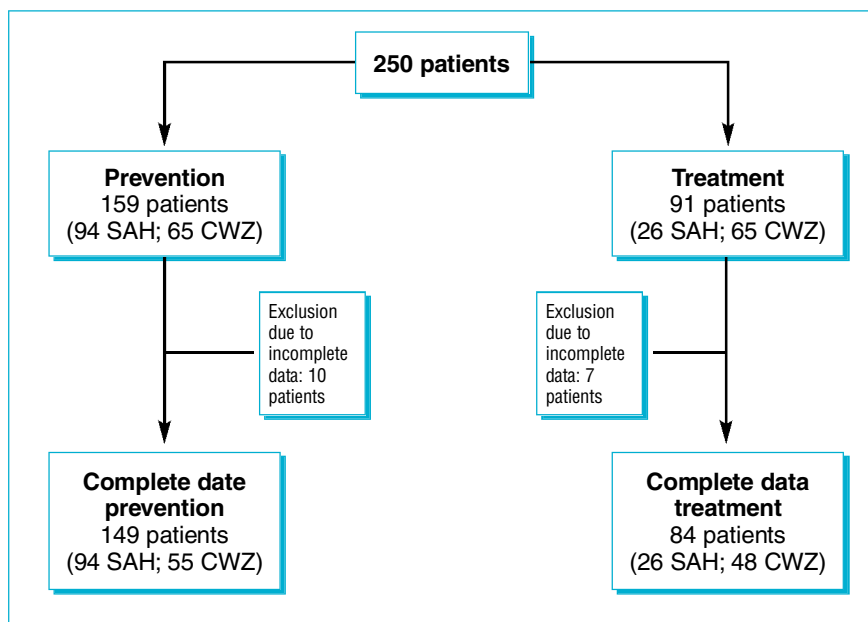 250 patients
Prevention
159 patients
(94 SAH; 65 CWZ)
Treatment
91 patients
(26 SAH; 65 CWZ)
Exclusion
due to
incomplete
data: 10
patients
Exclusion
due to
incomplete
data: 7
patients
Complete date
prevention
149 patients
(94 SAH; 55 CWZ)
Complete data
treatment
84 patients
(26 SAH; 48 CWZ)